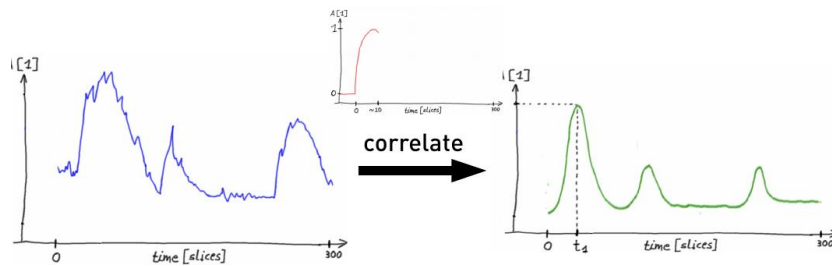 A [1]
1
0
0
≈10
time [slices]
300
[1]
0
time [slices]
300
correlate
[1]
0
t₁
time [slices]
300